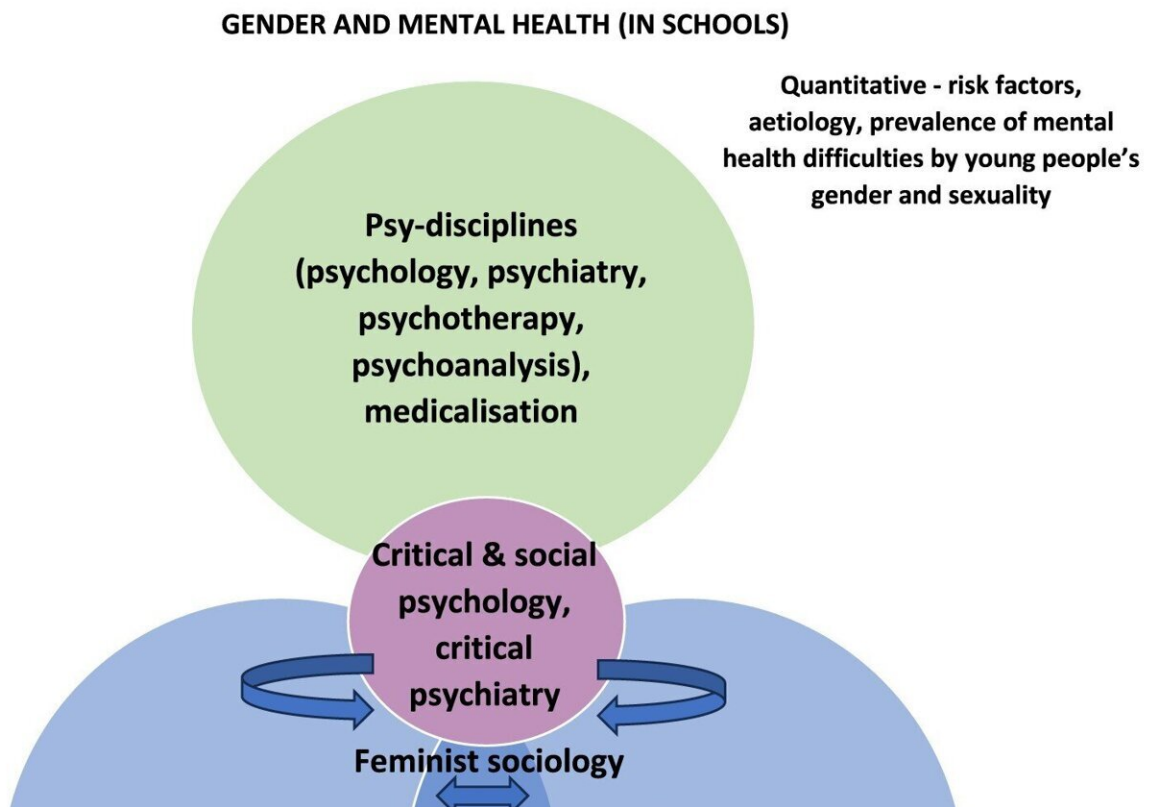 GENDER AND MENTAL HEALTH (IN SCHOOLS)
Quantitative - risk factors,
aetiology, prevalence of mental
health difficulties by young people’s
gender and sexuality
Psy-disciplines
(psychology, psychiatry,
psychotherapy,
psychoanalysis),
medicalisation
Critical & social
psychology,
critical
psychiatry
Feminist sociology